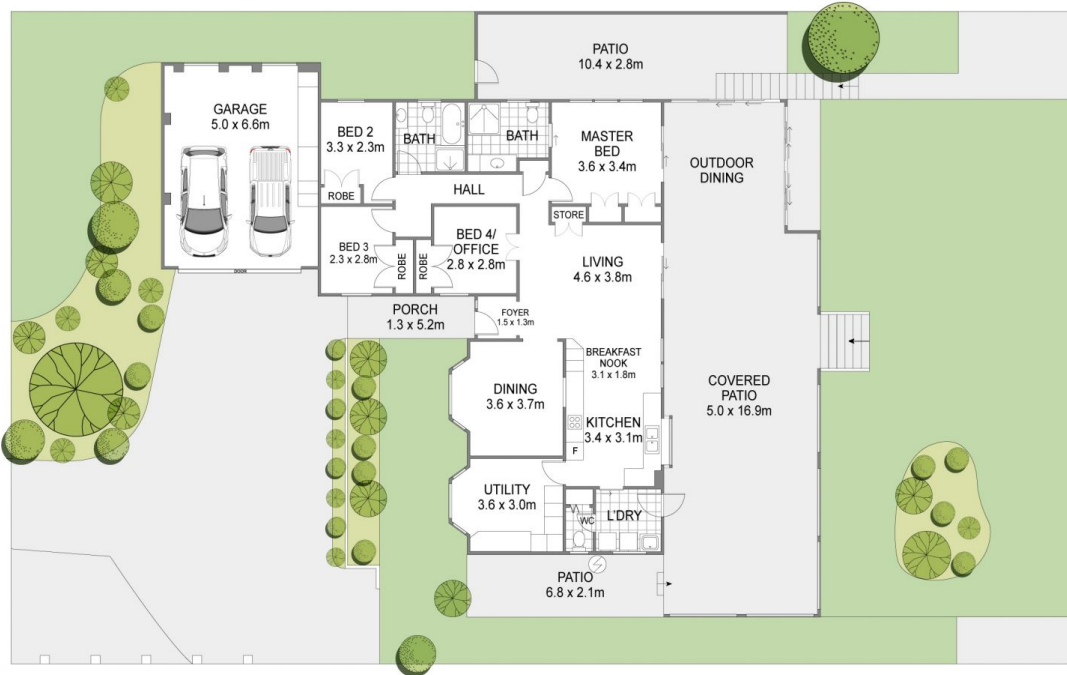 PATIO
10.4 x 2.8m
GARAGE
5.0 x 6.6m
BED 2
3.3 x 2.3m
ROBE
BATH
BATH
MASTER
BED
3.6 x 3.4m
OUTDOOR
DINING
HALL
STORE
BED 3
2.3 x 2.8m
ROBE
ROBE
BED 4/
OFFICE
2.8 x 2.8m
LIVING
4.6 x 3.8m
DOOR
PORCH
1.3 x 5.2m
FOYER
1.5 x 1.3m
BREAKFAST
NOOK
3.1 x 1.8m
DINING
3.6 x 3.7m
COVERED
PATIO
5.0 x 16.9m
KITCHEN
3.4 x 3.1m
F
UTILITY
3.6 x 3.0m
WC
L'DRY
PATIO
6.8 x 2.1m